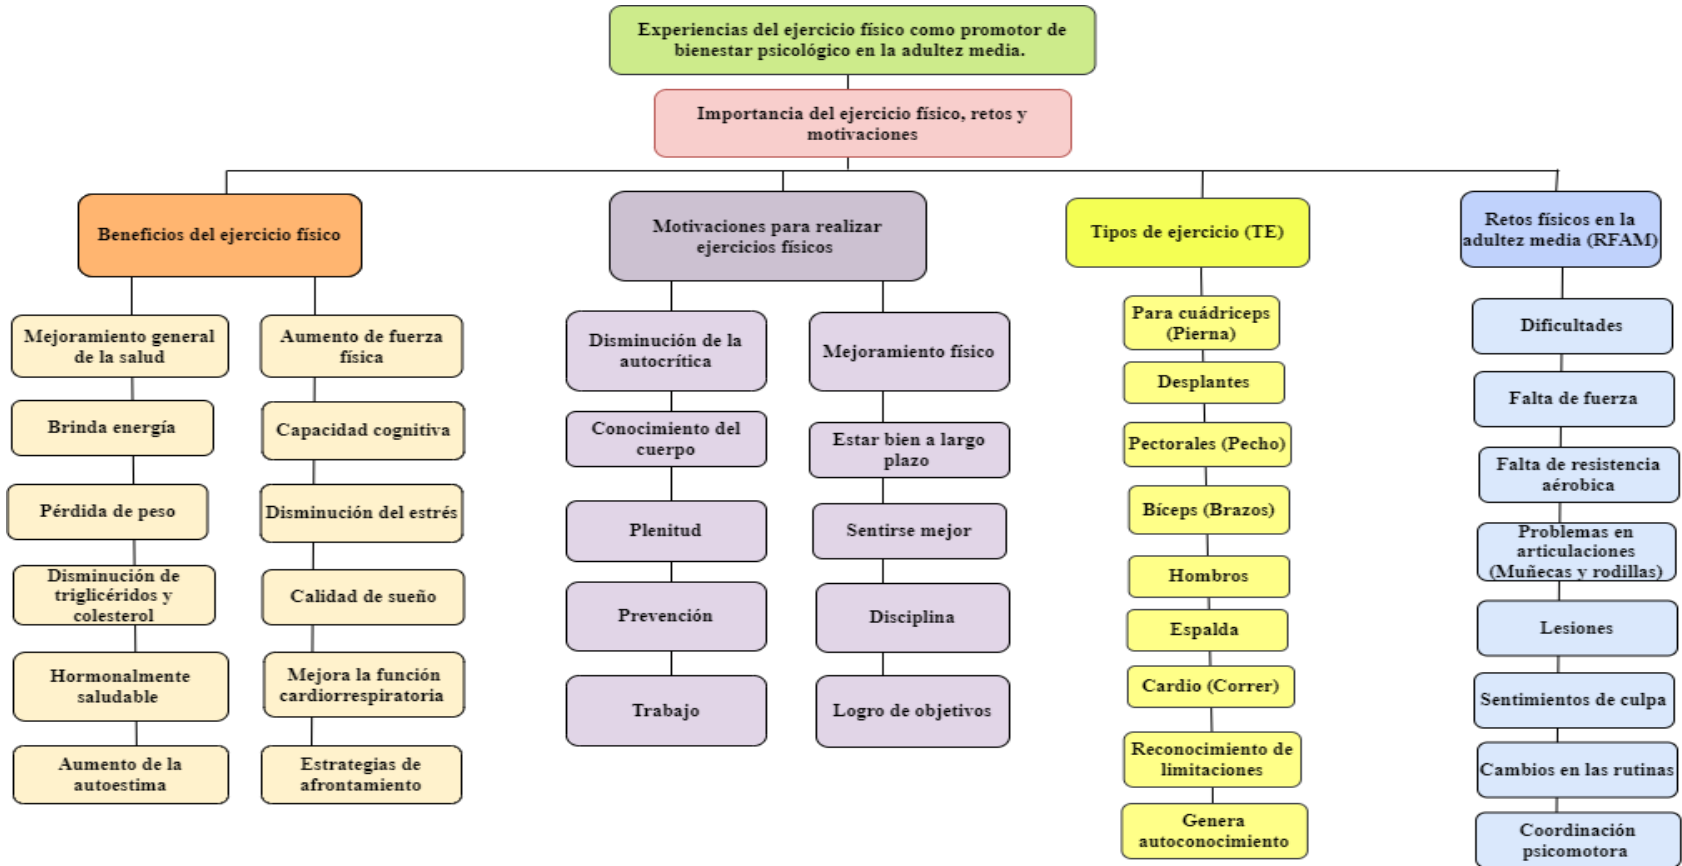 Experiencias del ejercicio físico como promotor de
bienestar psicológico en la adultez media.
Importancia del ejercicio físico, retos y
motivaciones
Beneficios del ejercicio físico
Mejoramiento general
de la salud
Brinda energía
Pérdida de peso
Disminución de
triglicéridos y
colesterol
Hormonalmente
saludable
Aumento de la
autoestima
Aumento de fuerza
física
Capacidad cognitiva
Disminución del estrés
Calidad de sueño
Mejora la función
cardiorrespiratoria
Estrategias de
afrontamiento
Motivaciones para realizar
ejercicios físicos
Disminución de la
autocrítica
Conocimiento del
cuerpo
Plenitud
Prevención
Trabajo
Mejoramiento físico
Estar bien a largo
plazo
Sentirse mejor
Disciplina
Logro de objetivos
Tipos de ejercicio (TE)
Para cuádriceps
(Pierna)
Desplantes
Pectorales (Pecho)
Bíceps (Brazos)
Hombros
Espalda
Cardio (Correr)
Reconocimiento de
limitaciones
Genera
autoconocimiento
Retos físicos en la
adultez media (RFAM)
Dificultades
Falta de fuerza
Falta de resistencia
aérobica
Problemas en
articulaciones
(Muñecas y rodillas)
Lesiones
Sentimientos de culpa
Cambios en las rutinas
Coordinación
psicomotora